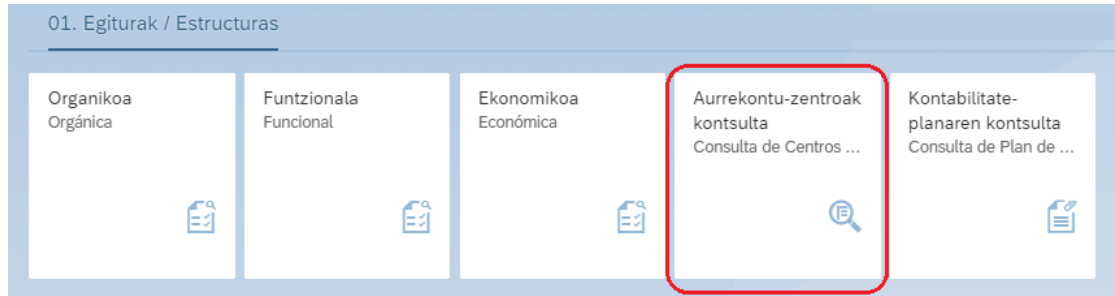 01. Egiturak / Estructuras
Organikoa
Orgánica
Funtzionala
Funcional
Ekonomikoa
Económica
Aurrekontu-zentroak
kontsulta
Consulta de Centros ...
Kontabilitate-
planaren kontsulta
Consulta de Plan de ...